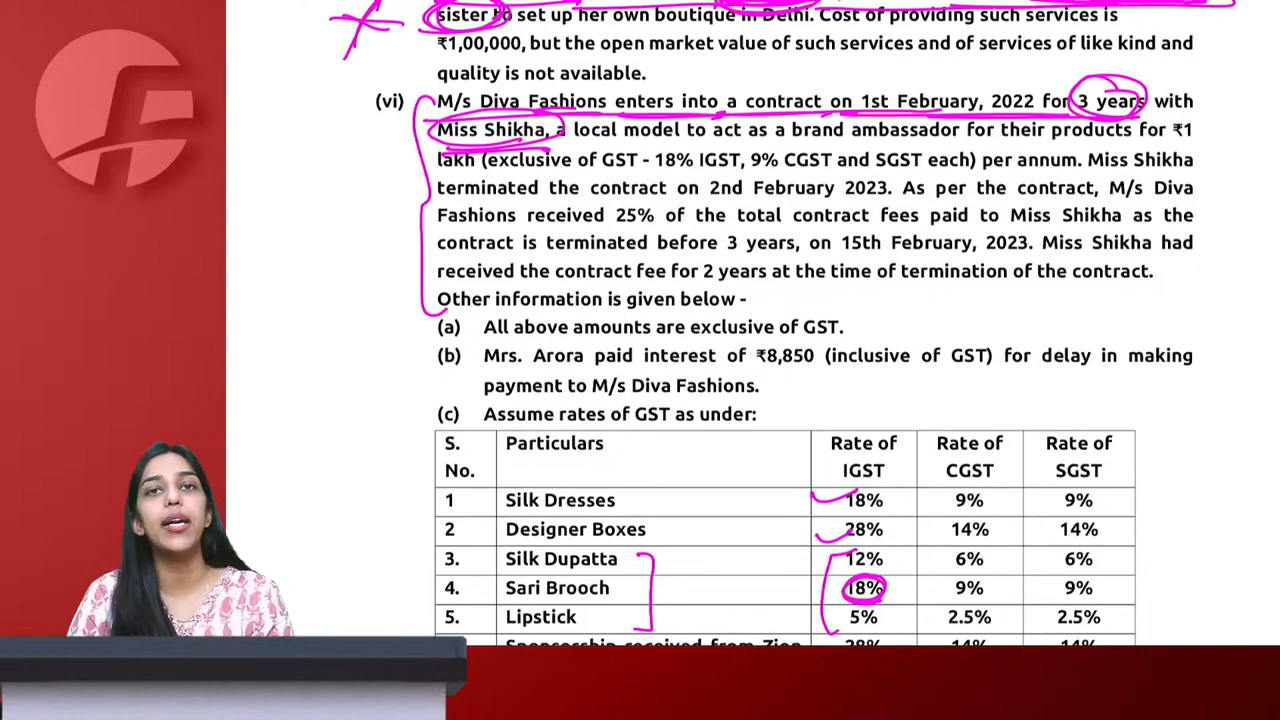 sister to set up her own boutique in Delhi. Cost of providing such services is
₹1,00,000, but the open market value of such services and of services of like kind and
quality is not available.
(vi) M/s Diva Fashions enters into a contract on 1st February, 2022 for 3 years with
Miss Shikha, a local model to act as a brand ambassador for their products for ₹1
lakh (exclusive of GST - 18% IGST, 9% CGST and SGST each) per annum. Miss Shikha
terminated the contract on 2nd February 2023. As per the contract, M/s Diva
Fashions received 25% of the total contract fees paid to Miss Shikha as the
contract is terminated before 3 years, on 15th February, 2023. Miss Shikha had
received the contract fee for 2 years at the time of termination of the contract.
Other information is given below -
(a) All above amounts are exclusive of GST.
(b) Mrs. Arora paid interest of ₹8,850 (inclusive of GST) for delay in making
payment to M/s Diva Fashions.
(c) Assume rates of GST as under:
S. No. Particulars Rate of IGST Rate of CGST Rate of SGST
1 Silk Dresses 18% 9% 9%
2 Designer Boxes 28% 14% 14%
3. Silk Dupatta 12% 6% 6%
4. Sari Brooch 18% 9% 9%
5. Lipstick 5% 2.5% 2.5%
Sponsorship received from Zion 28% 14% 14%